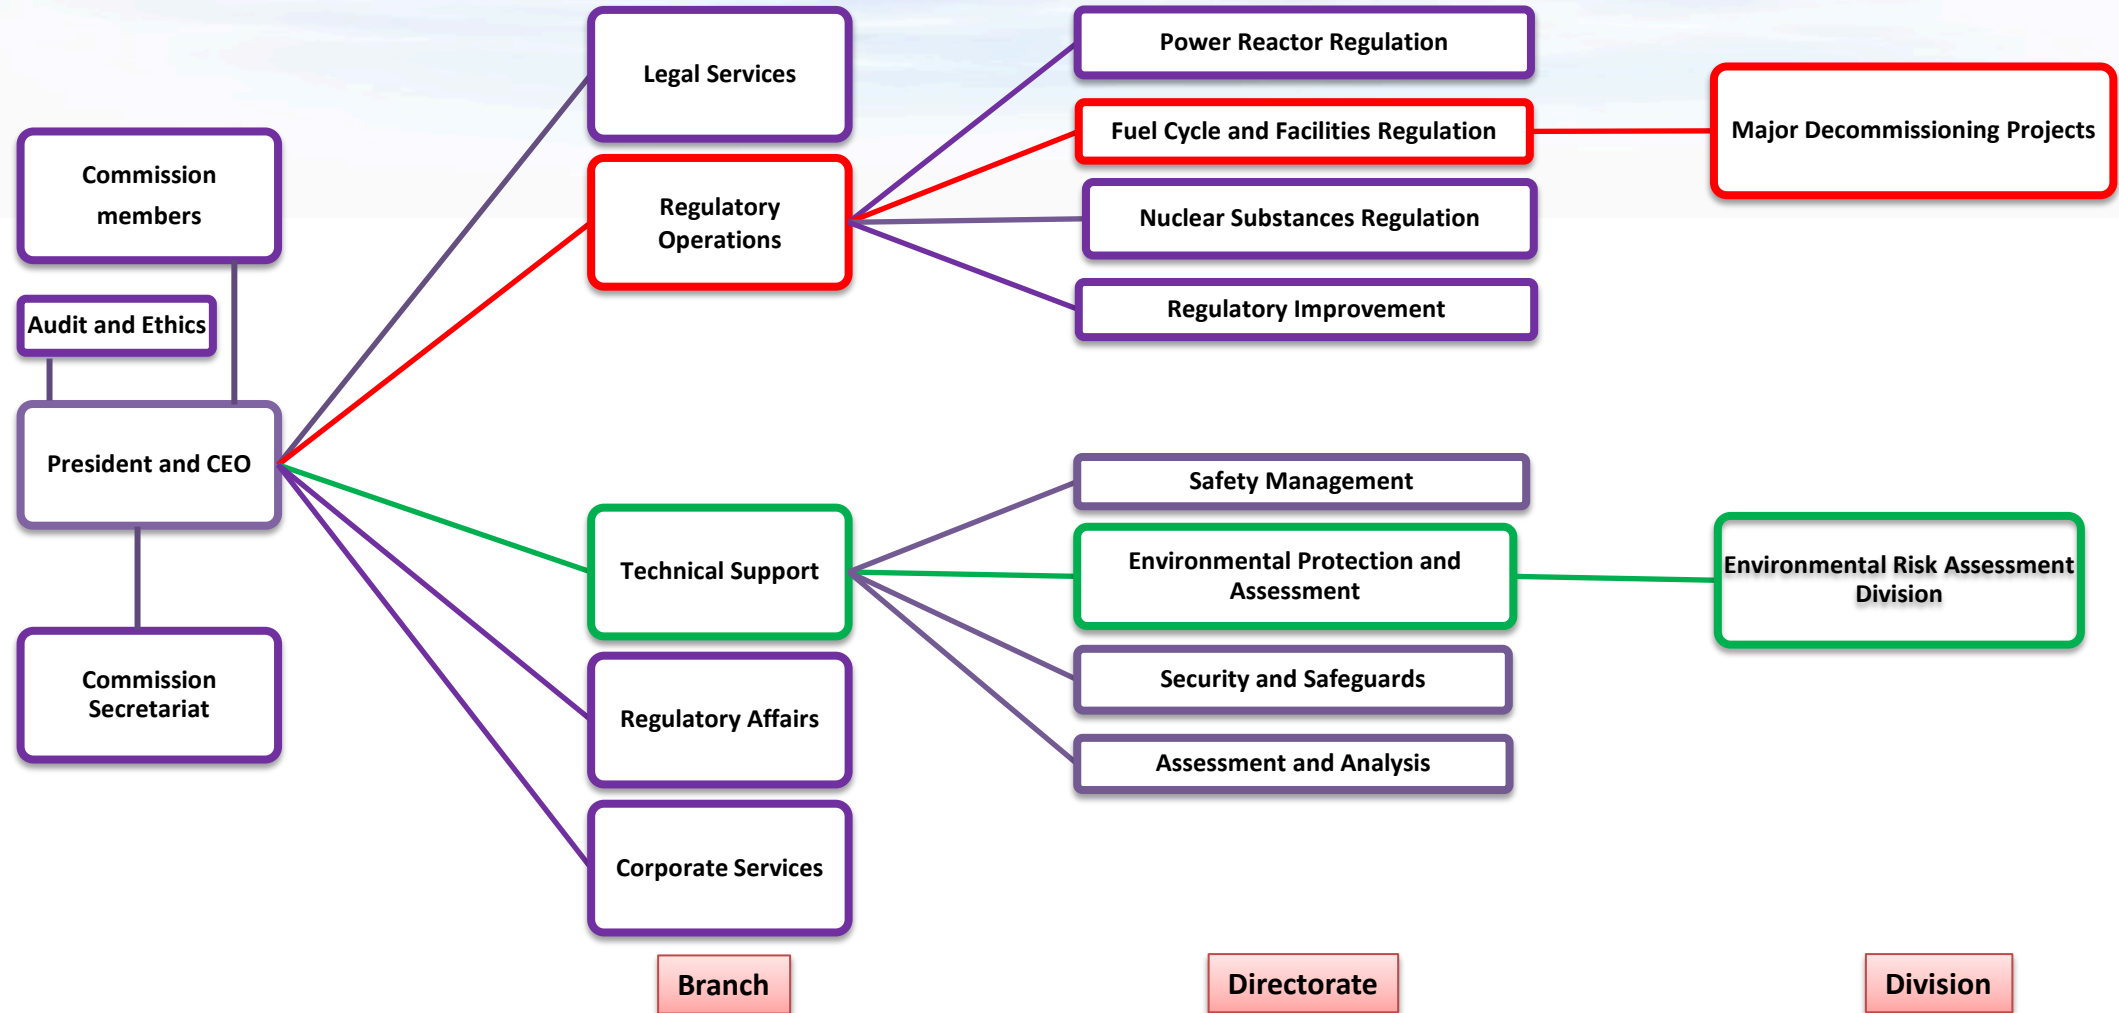 Commission
members
Audit and Ethics
President and CEO
Commission
Secretariat
Legal Services
Regulatory
Operations
Technical Support
Regulatory Affairs
Corporate Services
Branch
Power Reactor Regulation
Fuel Cycle and Facilities Regulation
Nuclear Substances Regulation
Regulatory Improvement
Safety Management
Environmental Protection and
Assessment
Security and Safeguards
Assessment and Analysis
Directorate
Major Decommissioning Projects
Environmental Risk Assessment
Division
Division